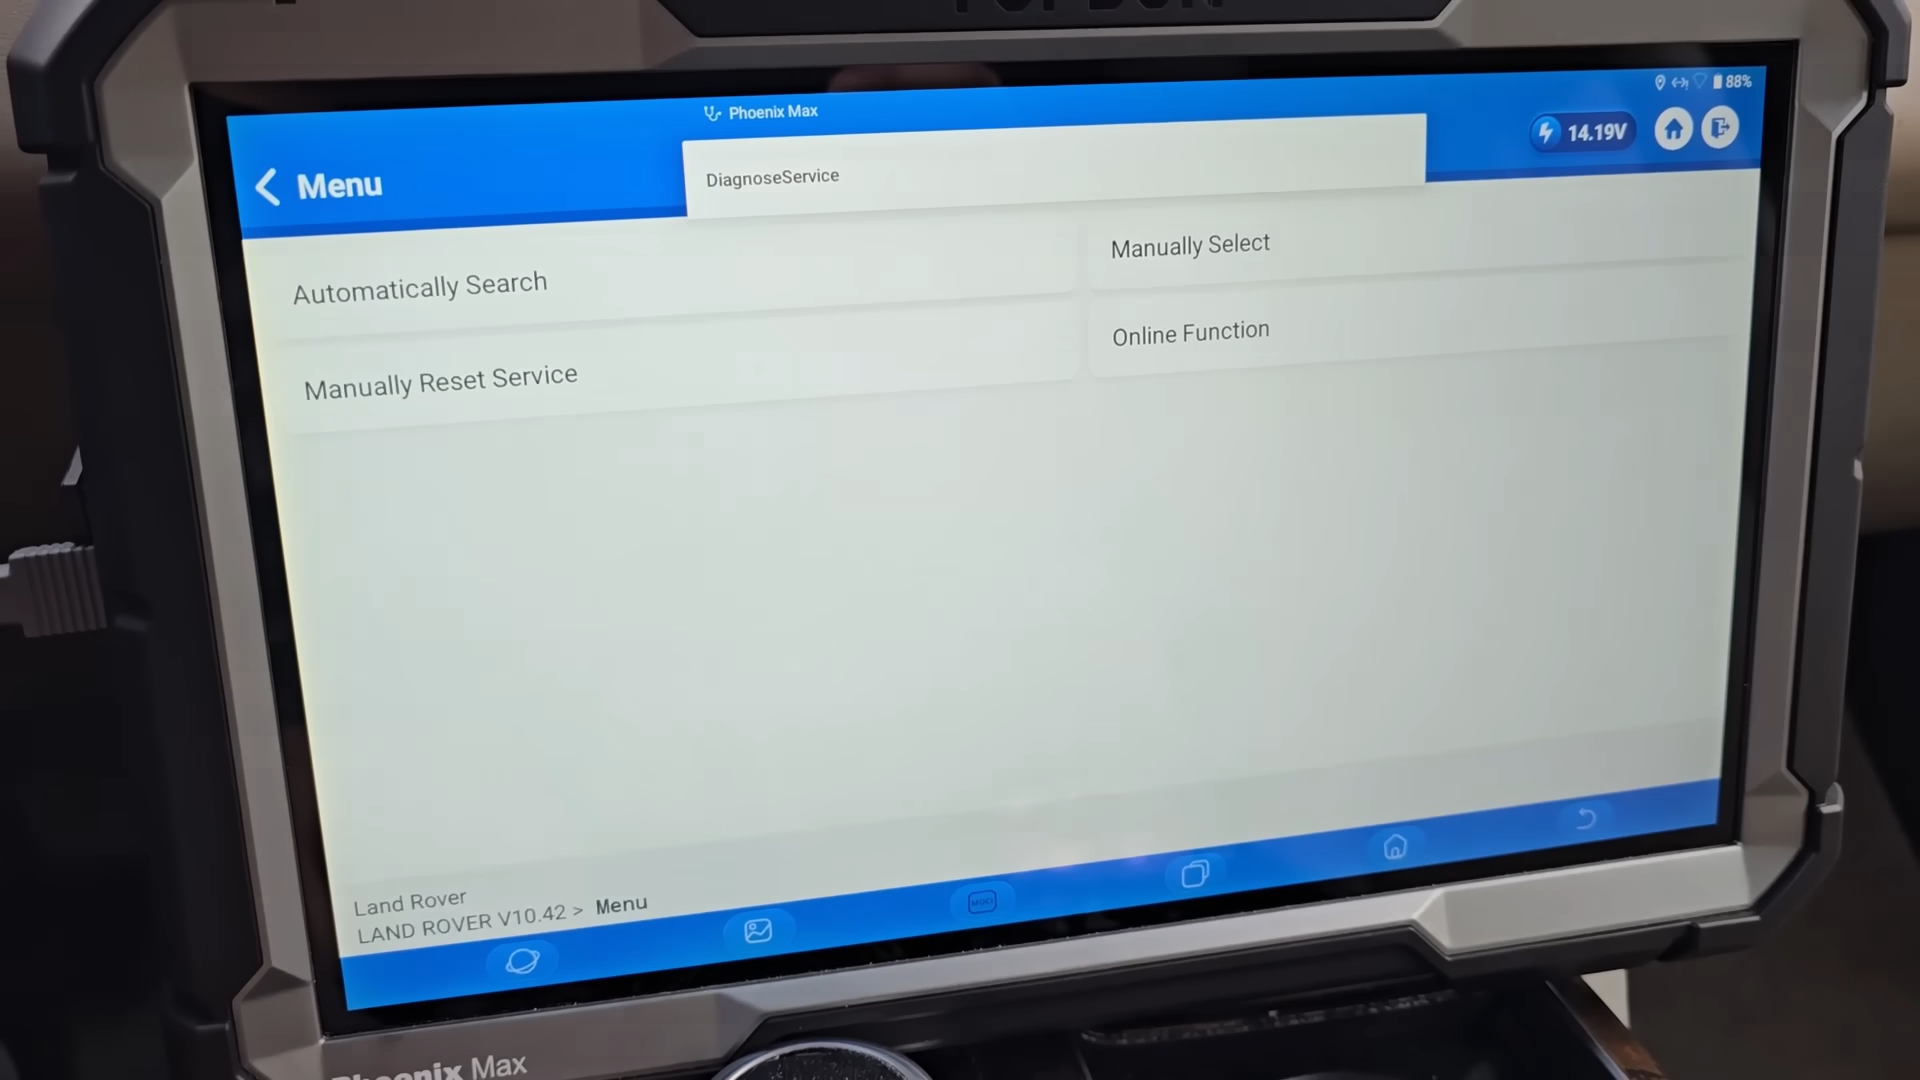 Phoenix Max
88%
Menu
DiagnoseService
14.19V
Automatically Search
Manually Select
Manually Reset Service
Online Function
Land Rover
LAND ROVER V10.42 > Menu
Phoenix Max